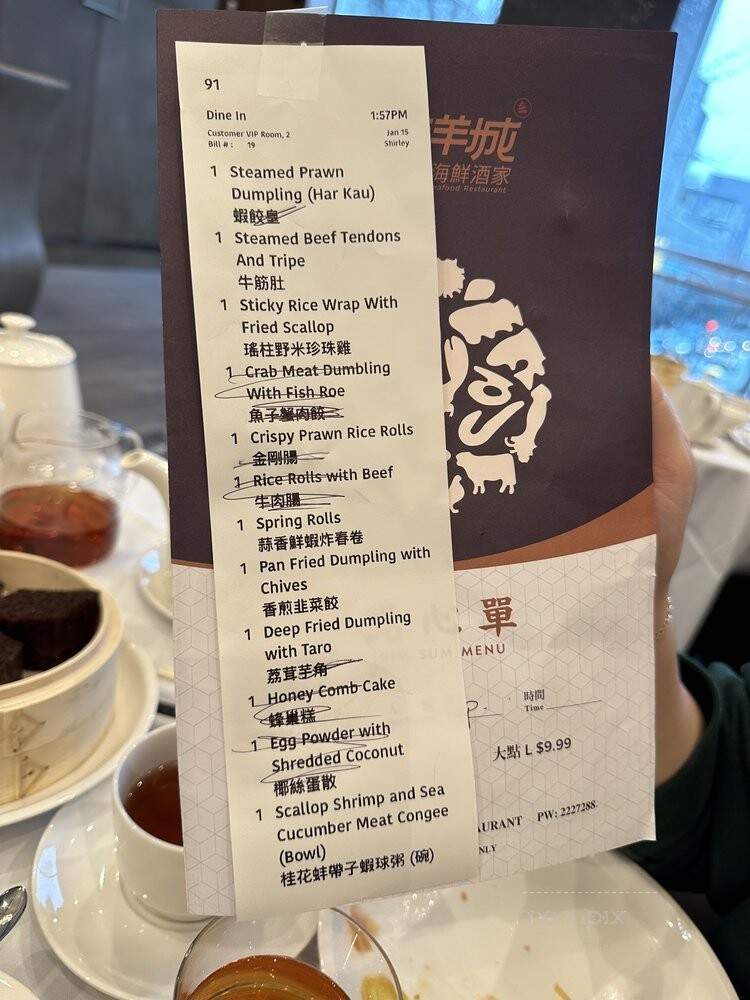 91
Dine In 1:57PM
Customer VIP Room, 2 Jan 15
Bill # : 19 Shirley
1 Steamed Prawn
Dumpling (Har Kau)
蝦餃皇
1 Steamed Beef Tendons
And Tripe
牛筋肚
1 Sticky Rice Wrap With
Fried Scallop
瑤柱野米珍珠雞
1 Crab Meat Dumbling
With Fish Roe
魚子蟹肉餃
1 Crispy Prawn Rice Rolls
金剛腸
1 Rice Rolls with Beef
牛肉腸
1 Spring Rolls
蒜香鮮蝦炸春卷
1 Pan Fried Dumpling with
Chives
香煎韭菜餃
1 Deep Fried Dumpling
with Taro
荔茸芋角
1 Honey Comb Cake
蜂巢糕
1 Egg Powder with
Shredded Coconut
椰絲蛋散
1 Scallop Shrimp and Sea
Cucumber Meat Congee
(Bowl)
桂花蚌帶子蝦球粥 (碗)
羊城
海鮮酒家
eafood Restaurant
單
SUM MENU
時間
Time
大點 L $9.99
AURANT PW: 2227288
NLY